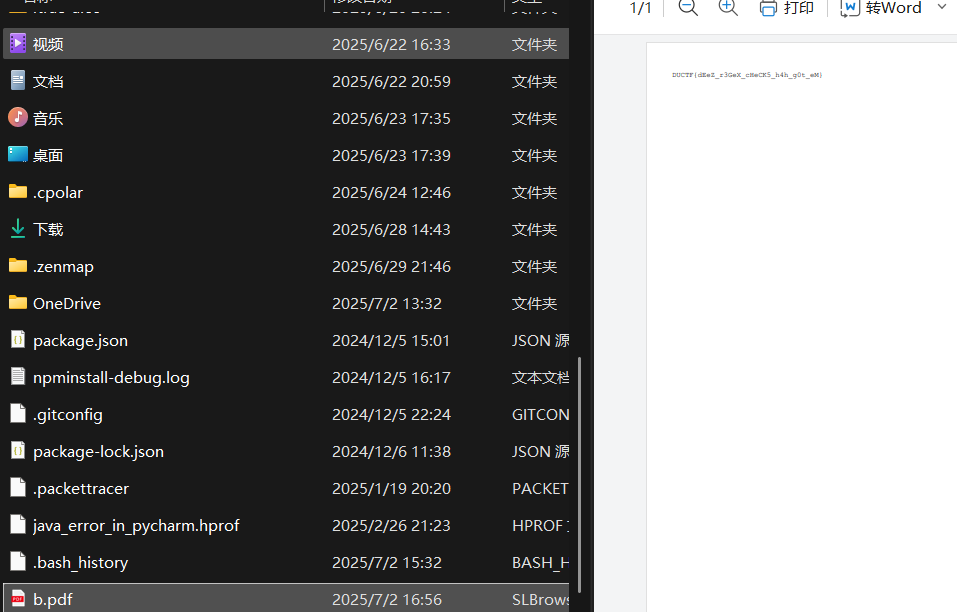 1/1 打印 转Word
视频 2025/6/22 16:33 文件夹
文档 2025/6/22 20:59 文件夹
音乐 2025/6/23 17:35 文件夹
桌面 2025/6/23 17:39 文件夹
.cpolar 2025/6/24 12:46 文件夹
下载 2025/6/28 14:43 文件夹
.zenmap 2025/6/29 21:46 文件夹
OneDrive 2025/7/2 13:32 文件夹
package.json 2024/12/5 15:01 JSON 源
npminstall-debug.log 2024/12/5 16:17 文本文档
.gitconfig 2024/12/5 22:24 GITCON
package-lock.json 2024/12/6 11:38 JSON 源
.packettracer 2025/1/19 20:20 PACKET
java_error_in_pycharm.hprof 2025/2/26 21:23 HPROF
.bash_history 2025/7/2 15:32 BASH_H
b.pdf 2025/7/2 16:56 SLBrows
DUCTF{dEeZ_r3GeX_cHeCK5_h4h_g0t_eM}